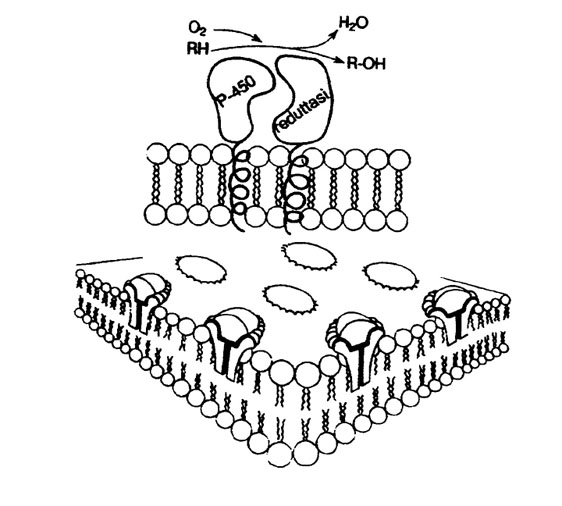 O₂
H₂O
RH
R-OH
P-450
reduttasi